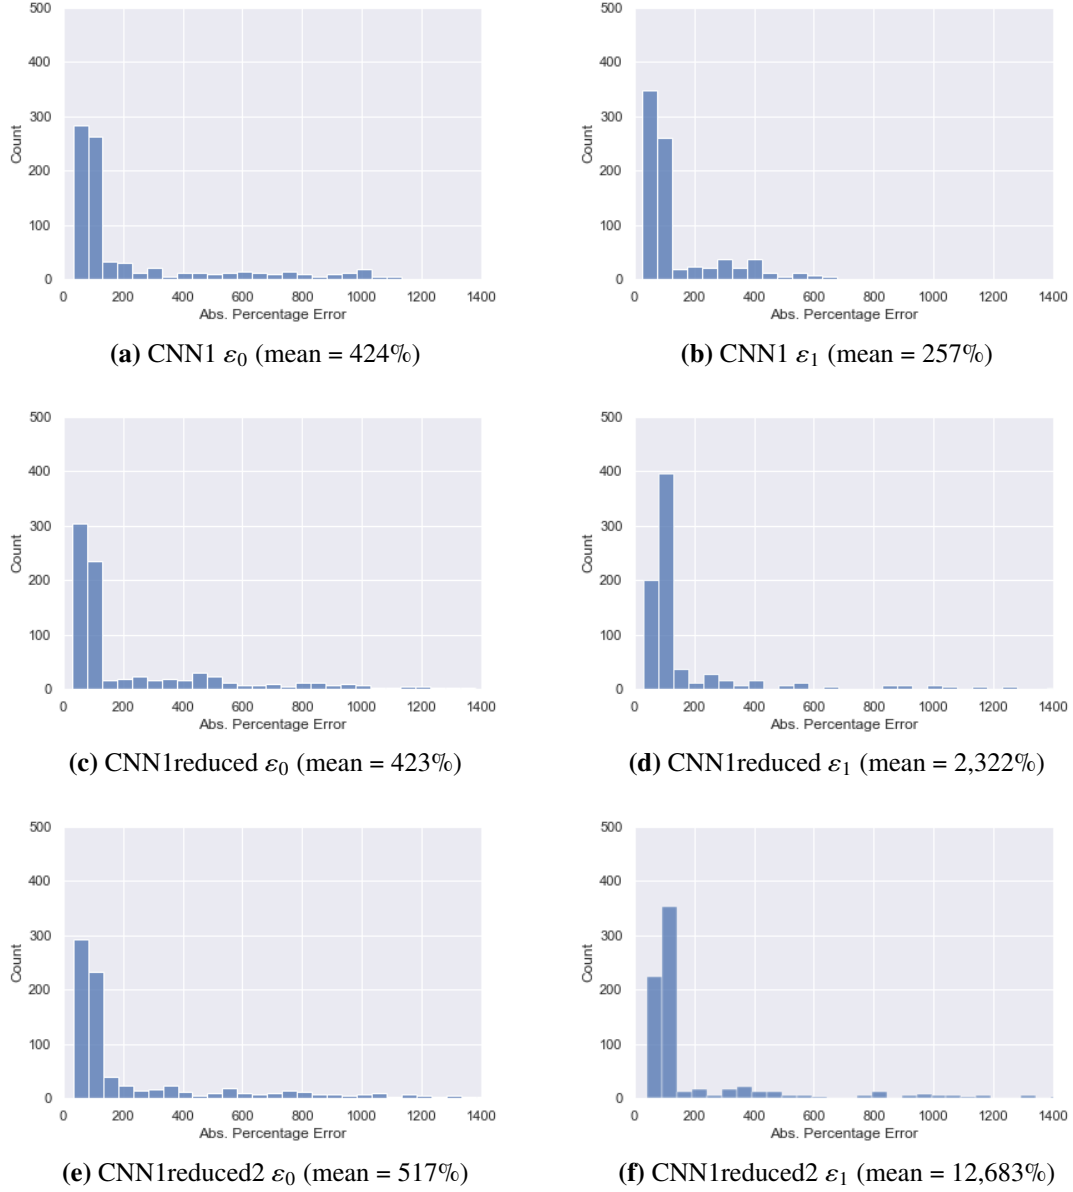 500
400
300
200
100
0
Count
0 200 400 600 800 1000 1200 1400
Abs. Percentage Error
(a) CNN1 ε₀ (mean = 424%)
500
400
300
200
100
0
Count
0 200 400 600 800 1000 1200 1400
Abs. Percentage Error
(b) CNN1 ε₁ (mean = 257%)
500
400
300
200
100
0
Count
0 200 400 600 800 1000 1200 1400
Abs. Percentage Error
(c) CNN1reduced ε₀ (mean = 423%)
500
400
300
200
100
0
Count
0 200 400 600 800 1000 1200 1400
Abs. Percentage Error
(d) CNN1reduced ε₁ (mean = 2,322%)
500
400
300
200
100
0
Count
0 200 400 600 800 1000 1200 1400
Abs. Percentage Error
(e) CNN1reduced2 ε₀ (mean = 517%)
500
400
300
200
100
0
Count
0 200 400 600 800 1000 1200 1400
Abs. Percentage Error
(f) CNN1reduced2 ε₁ (mean = 12,683%)